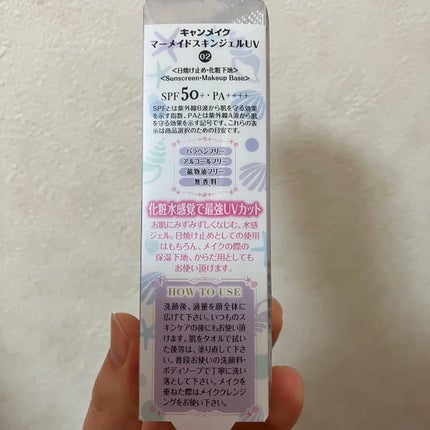 キャンメイク
マーメイドスキンジェルUV
02
<日焼け止め・化粧下地>
<Sunscreen・Makeup Base>
SPF50+・PA++++
SPFとは紫外線B波から肌を守る効果
を示す指数、PAとは紫外線A波から肌
を守る効果を示す記号です。これらの表
示は商品選択のための目安です。
パラベンフリー
アルコールフリー
鉱物油フリー
無香料
化粧水感覚で最強UVカット
お肌にみずみずしくなじむ、水感
ジェル。日焼け止めとしての使用
はもちろん、メイクの際の
保湿下地、からだ用としても
お使い頂けます。
HOW TO USE
洗顔後、適量を顔全体に
広げて下さい。いつものス
キンケアの後にもお使い頂
けます。肌をタオルで拭い
た後等は、塗り直して下さ
い。普段お使いの洗顔料・
ボディソープで丁寧に洗い
落として下さい。メイクを
重ねた際はメイククレンジ
ングをお使い下さい。